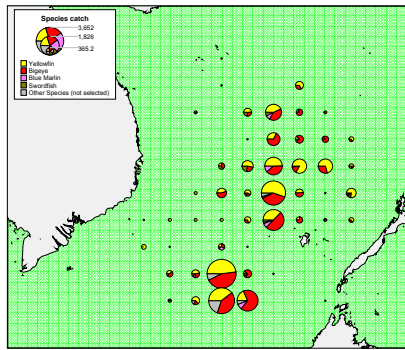 Species catch
3,652
1,826
365.2
Yellowfin
Bigeye
Blue Marlin
Swordfish
Other Species (not selected)